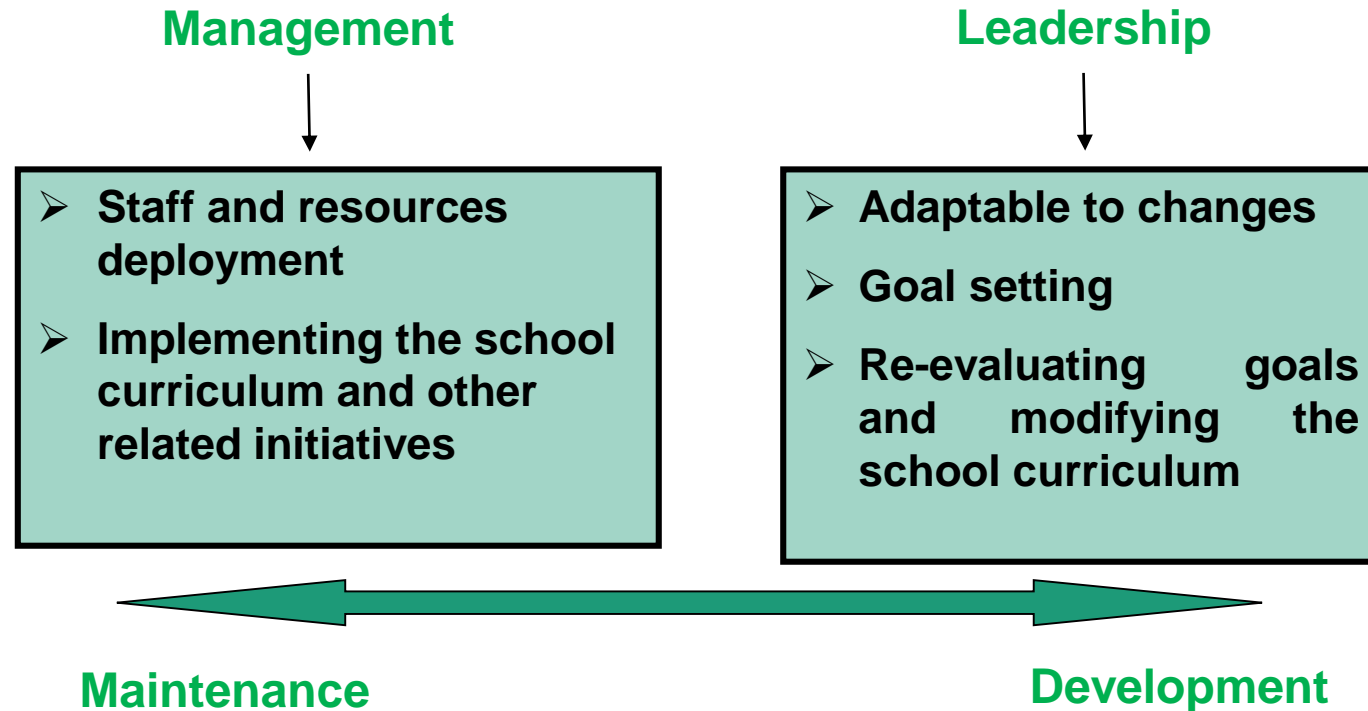 Management
Leadership
➢ Staff and resources
deployment
➢ Implementing the school
curriculum and other
related initiatives
➢ Adaptable to changes
➢ Goal setting
➢ Re-evaluating goals
and modifying the
school curriculum
Maintenance
Development